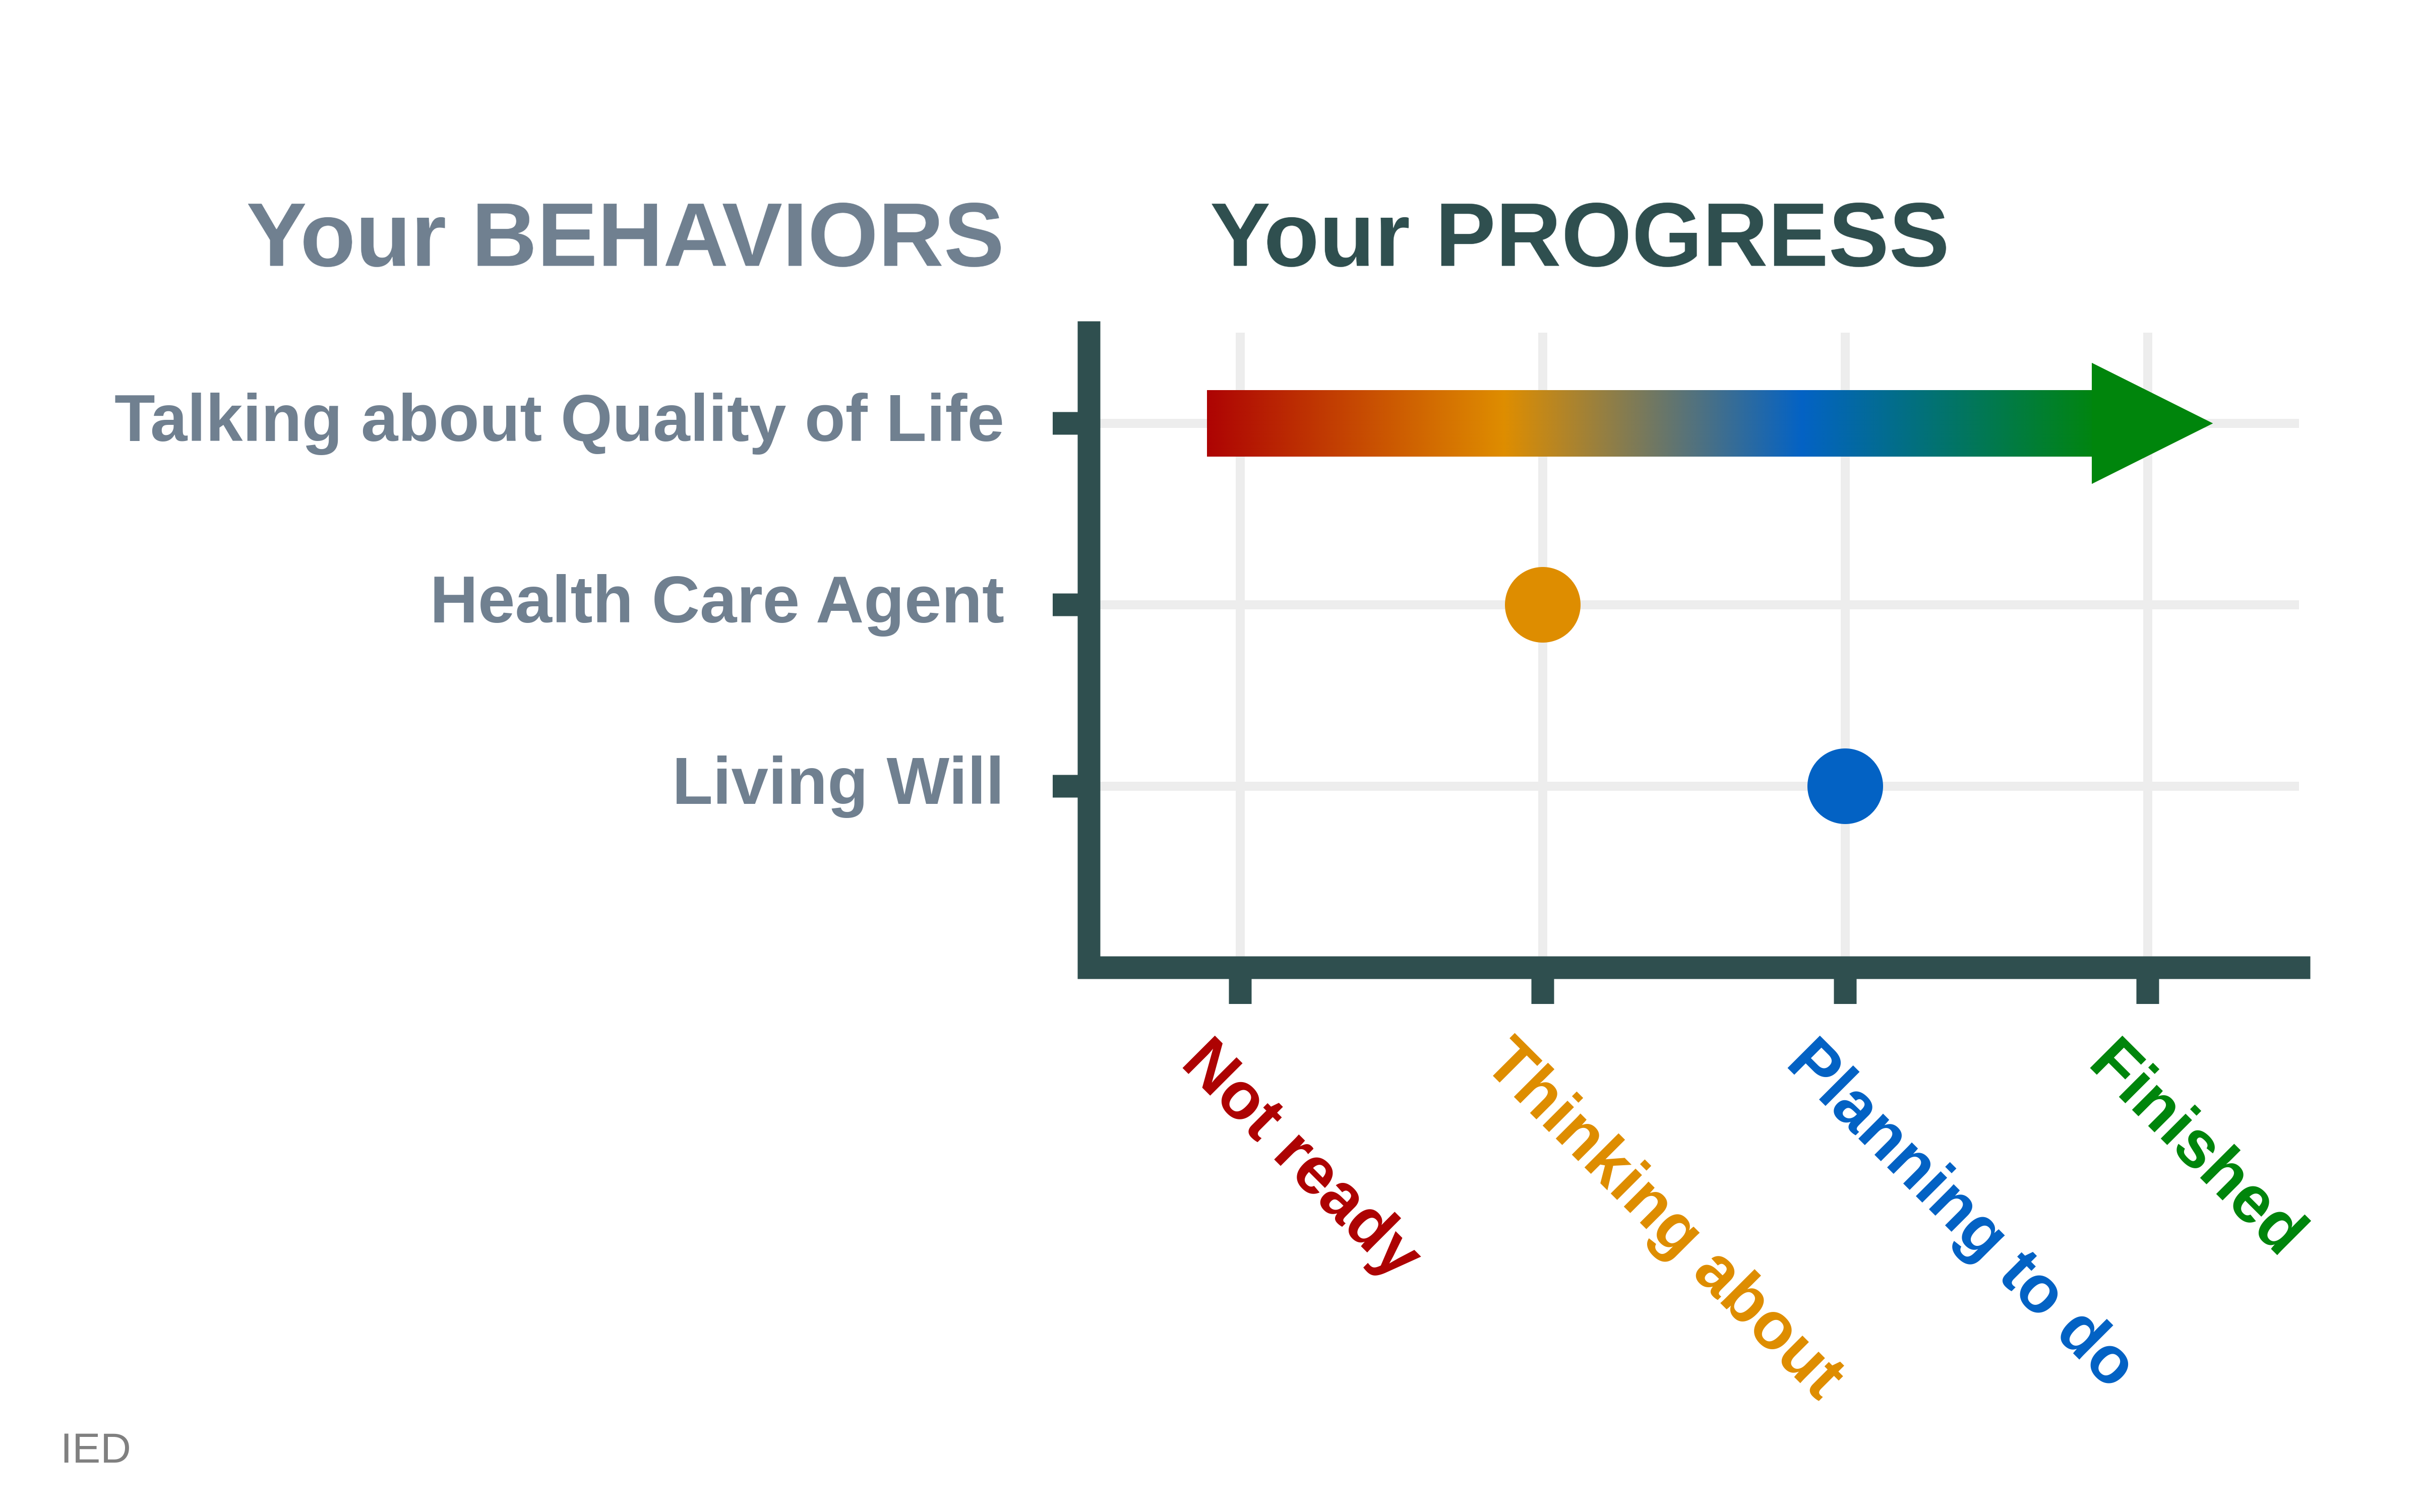 Your BEHAVIORS
Your PROGRESS
Talking about Quality of Life
Health Care Agent
Living Will
Not ready
Thinking about
Planning to do
Finished
IED